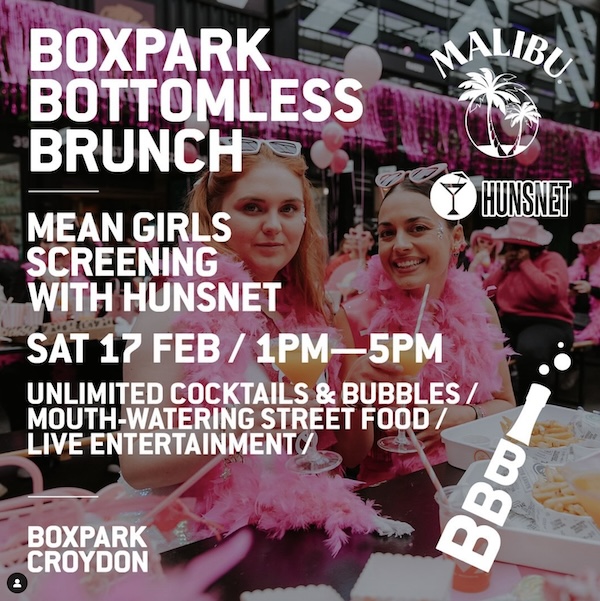 BOXPARK
BOTTOMLESS
BRUNCH
MALIBU
HUNSNET
MEAN GIRLS
SCREENING
WITH HUNSNET
SAT 17 FEB / 1PM—5PM
UNLIMITED COCKTAILS & BUBBLES /
MOUTH-WATERING STREET FOOD /
LIVE ENTERTAINMENT /
BBB
BOXPARK
CROYDON